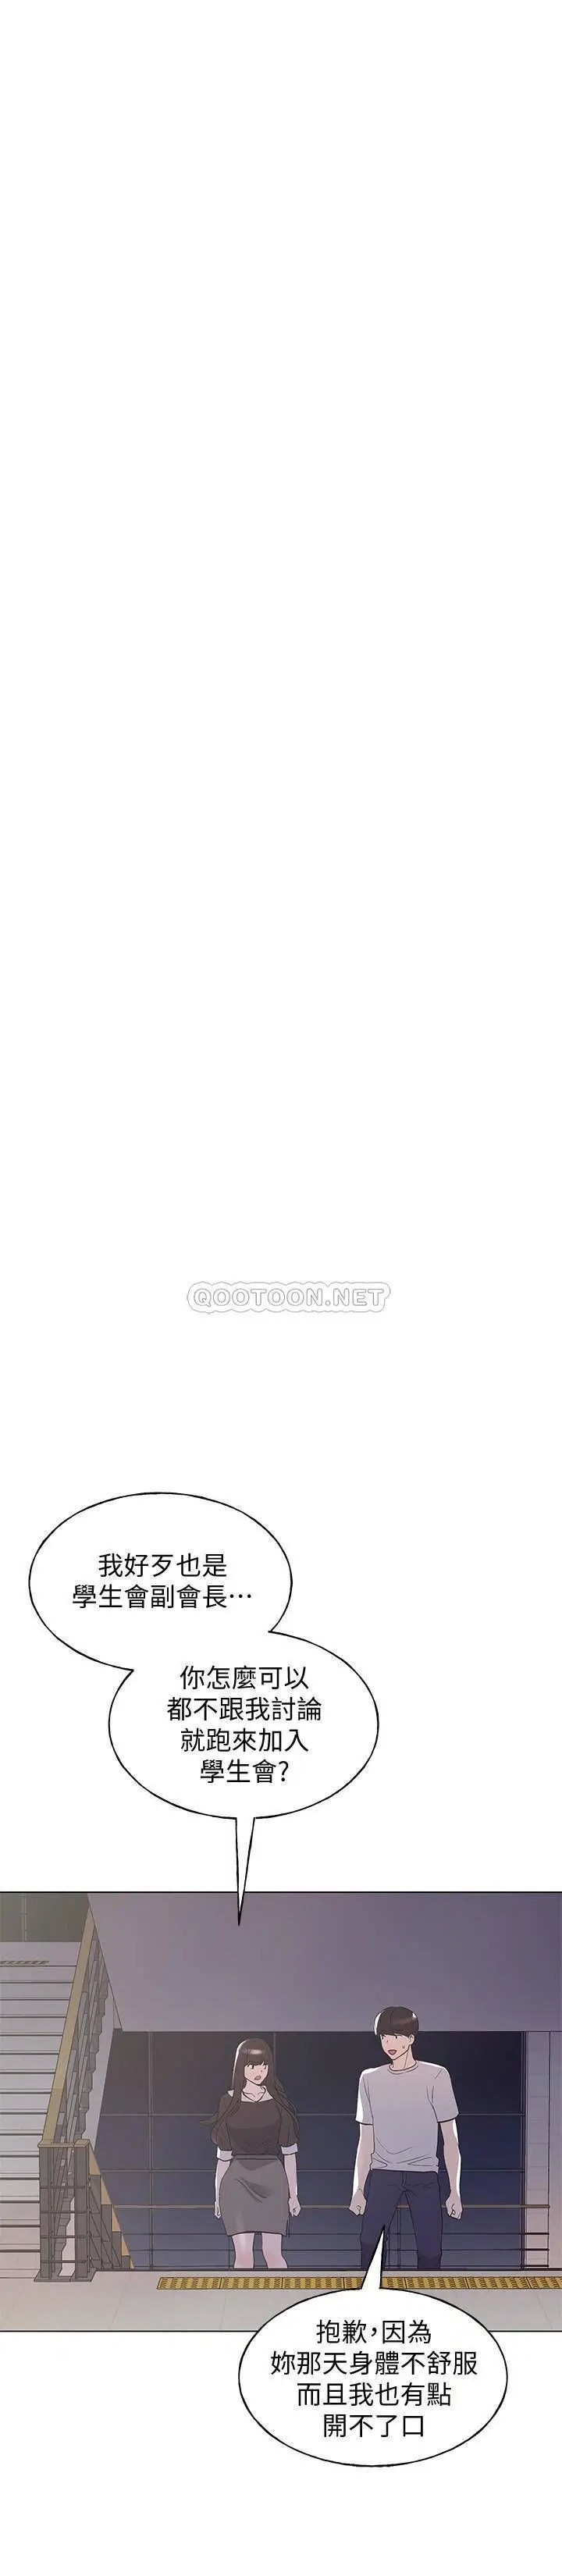 QOOTOON.NET
我好歹也是
學生會副會長…
你怎麼可以
都不跟我討論
就跑來加入
學生會?
抱歉,因為
妳那天身體不舒服
而且我也有點
開不了口